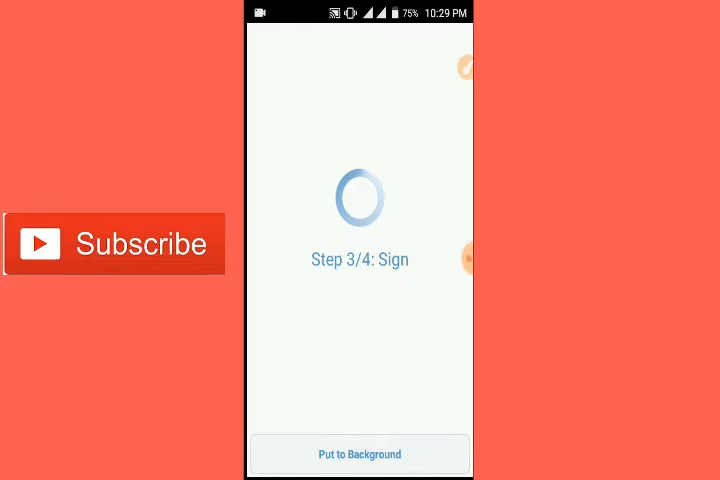 75% 10:29 PM
Subscribe
Step 3/4: Sign
Put to Background